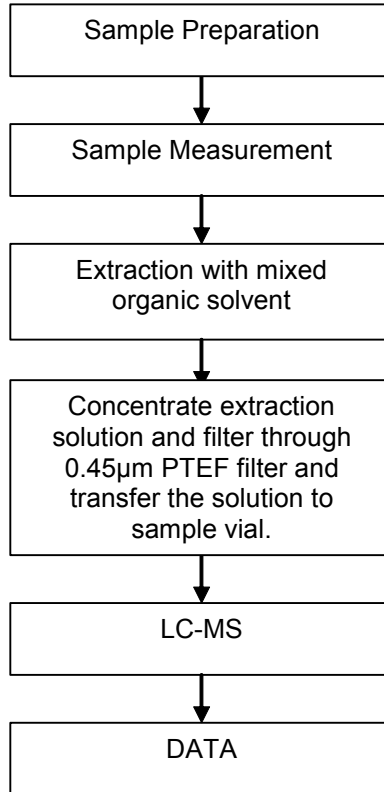 Sample Preparation
Sample Measurement
Extraction with mixed
organic solvent
Concentrate extraction
solution and filter through
0.45µm PTEF filter and
transfer the solution to
sample vial.
LC-MS
DATA